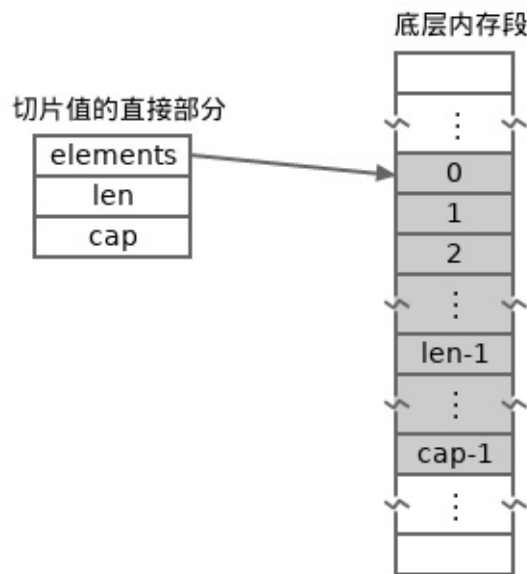 底层内存段
切片值的直接部分
elements
len
cap
⋮
0
1
2
⋮
len-1
⋮
cap-1
⋮